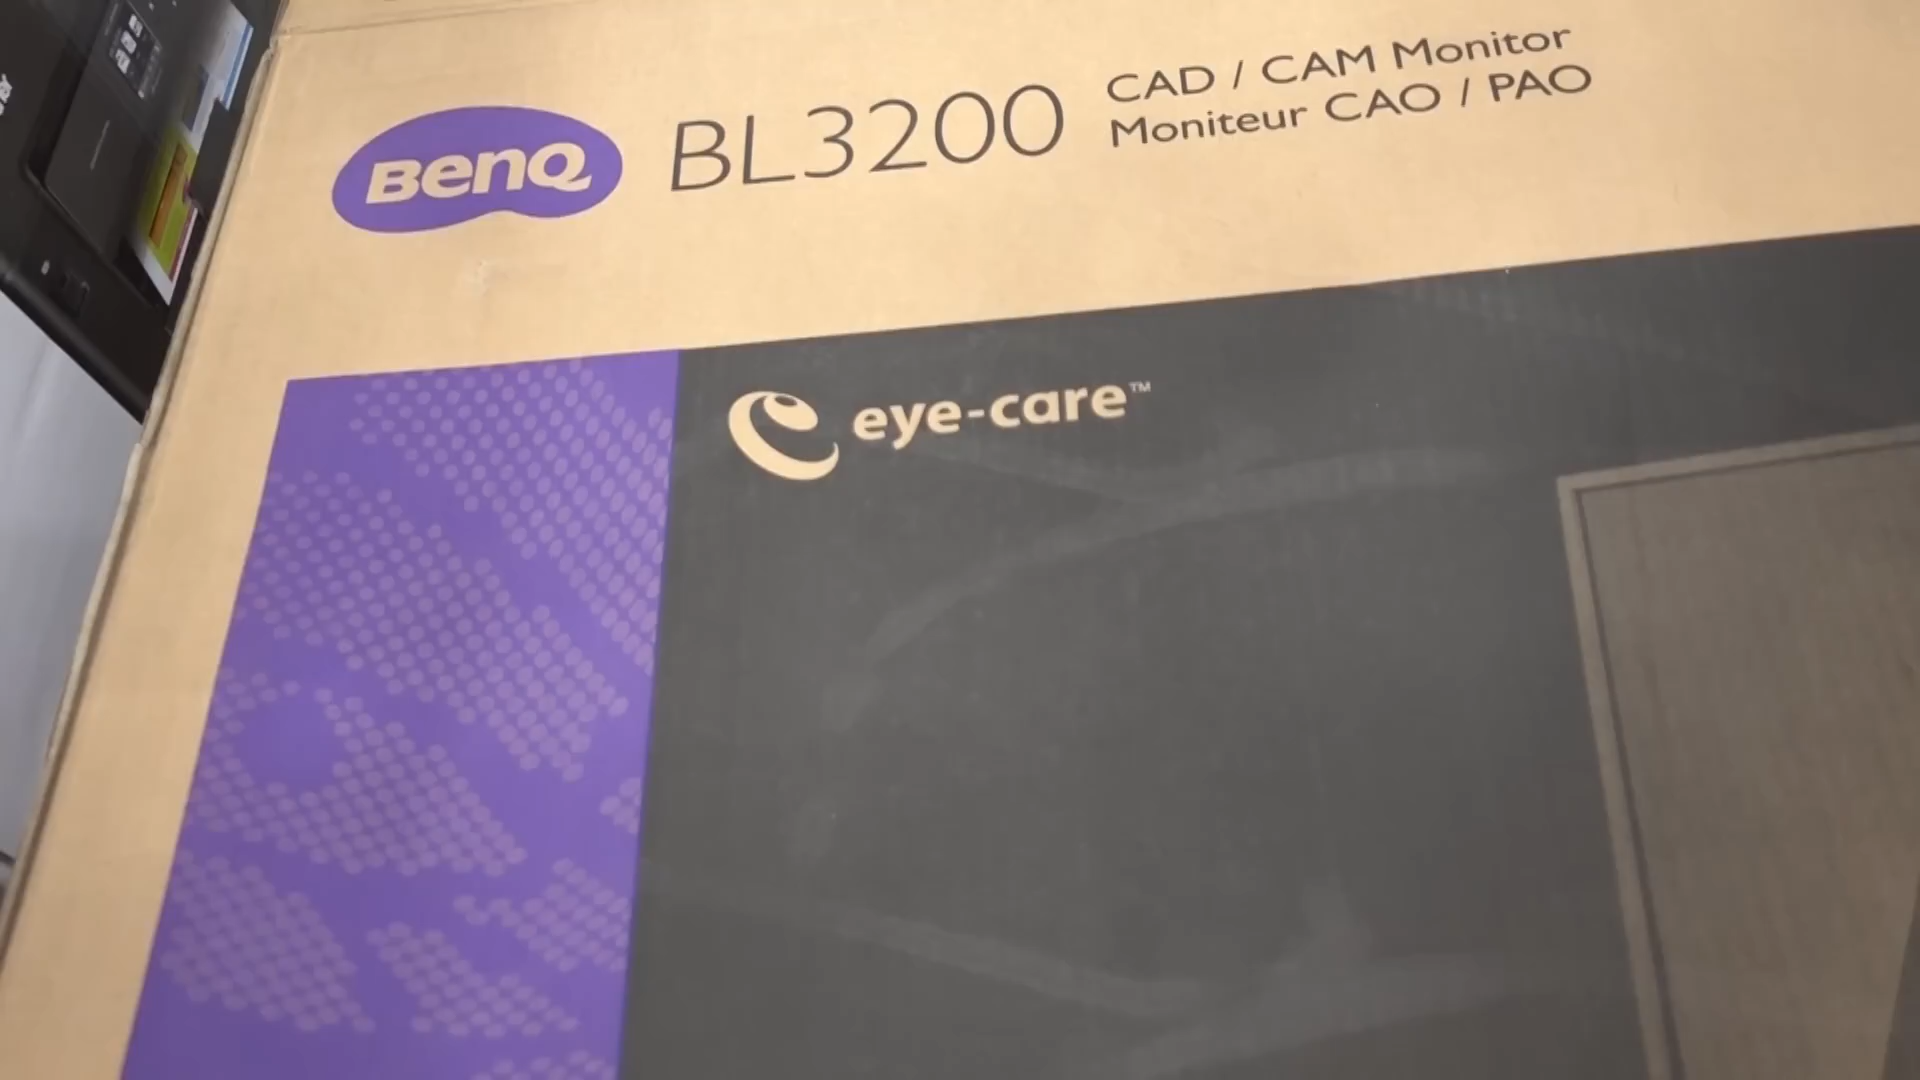 BenQ
BL3200
CAD / CAM Monitor
Moniteur CAO / PAO
eye-care™